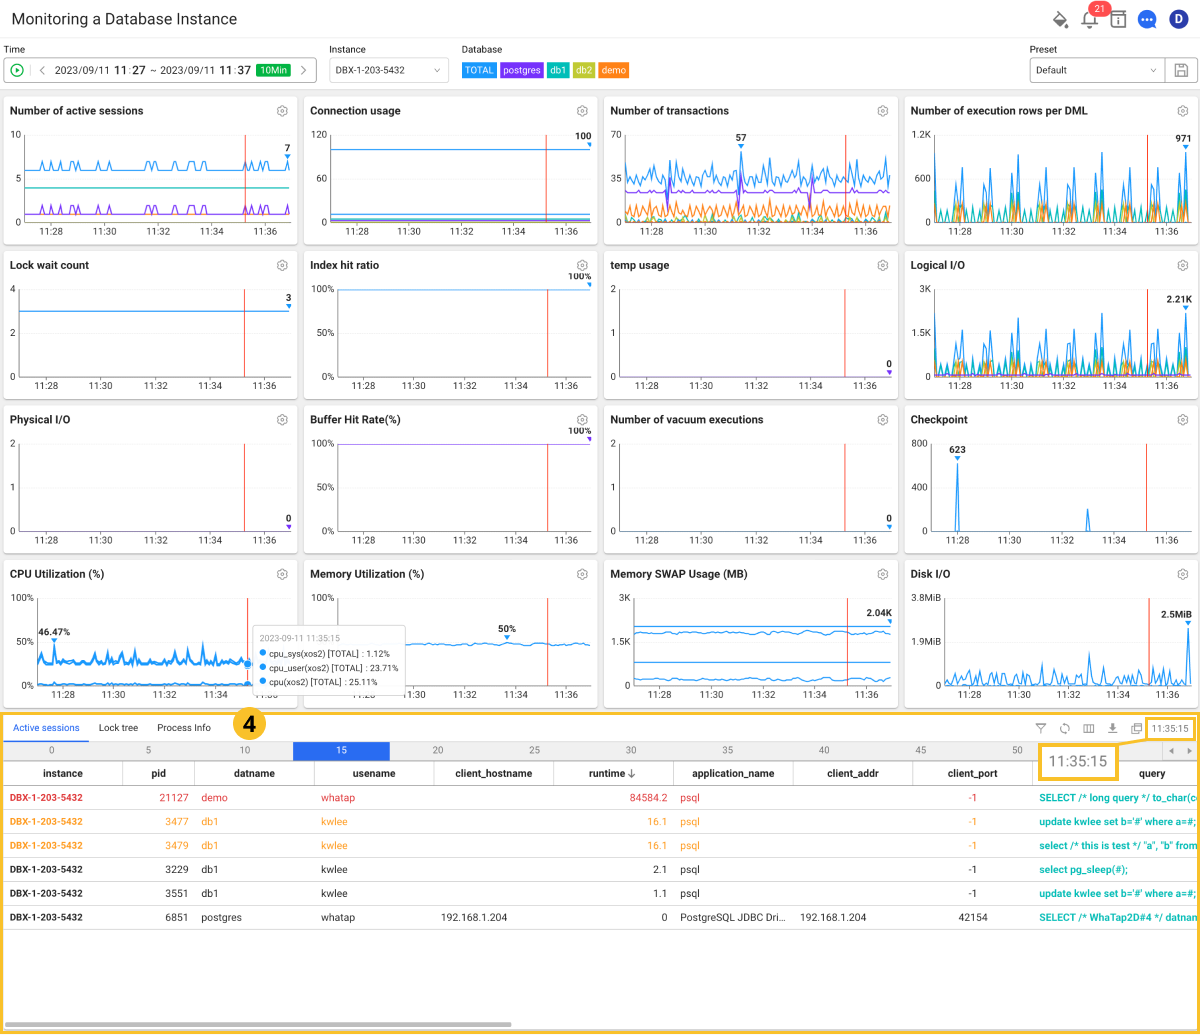 Monitoring a Database Instance
21
D
Time
Instance
Database
Preset
2023/09/11 11:27 ~ 2023/09/11 11:37 10Min
DBX-1-203-5432
TOTAL postgres db1 db2 demo
Default
Number of active sessions
10
5
0
7
11:28 11:30 11:32 11:34 11:36
Connection usage
120
60
0
100
11:28 11:30 11:32 11:34 11:36
Number of transactions
70
35
0
57
11:28 11:30 11:32 11:34 11:36
Number of execution rows per DML
1.2K
600
0
971
11:28 11:30 11:32 11:34 11:36
Lock wait count
4
2
0
3
11:28 11:30 11:32 11:34 11:36
Index hit ratio
100%
50%
0%
100%
11:28 11:30 11:32 11:34 11:36
temp usage
2
1
0
0
11:28 11:30 11:32 11:34 11:36
Logical I/O
3K
1.5K
0
2.21K
11:28 11:30 11:32 11:34 11:36
Physical I/O
2
1
0
0
11:28 11:30 11:32 11:34 11:36
Buffer Hit Rate(%)
100%
50%
0%
100%
11:28 11:30 11:32 11:34 11:36
Number of vacuum executions
2
1
0
0
11:28 11:30 11:32 11:34 11:36
Checkpoint
800
400
0
623
11:28 11:30 11:32 11:34 11:36
CPU Utilization (%)
100%
50%
0%
46.47%
11:28 11:30 11:32 11:34 11:36
2023-09-11 11:35:15
cpu_sys(xos2) [TOTAL] : 1.12%
cpu_user(xos2) [TOTAL] : 23.71%
cpu(xos2) [TOTAL] : 25.11%
Memory Utilization (%)
100%
50%
11:28 11:30 11:32 11:34 11:36
Memory SWAP Usage (MB)
3K
1.5K
0
2.04K
11:28 11:30 11:32 11:34 11:36
Disk I/O
3.8MiB
1.9MiB
0
2.5MiB
11:28 11:30 11:32 11:34 11:36
Active sessions Lock tree Process Info 4 11:35:15
0 5 10 15 20 25 30 35 40 45 50
11:35:15
instance pid datname usename client_hostname runtime application_name client_addr client_port query
DBX-1-203-5432 21127 demo whatap 84584.2 psql -1 SELECT /* long query */ to_char(c
DBX-1-203-5432 3477 db1 kwlee 16.1 psql -1 update kwlee set b='#' where a=#;
DBX-1-203-5432 3479 db1 kwlee 16.1 psql -1 select /* this is test */ "a", "b" from
DBX-1-203-5432 3229 db1 kwlee 2.1 psql -1 select pg_sleep(#);
DBX-1-203-5432 3551 db1 kwlee 1.1 psql -1 update kwlee set b='#' where a=#;
DBX-1-203-5432 6851 postgres whatap 192.168.1.204 0 PostgreSQL JDBC Dri... 192.168.1.204 42154 SELECT /* WhaTap2D#4 */ datnam